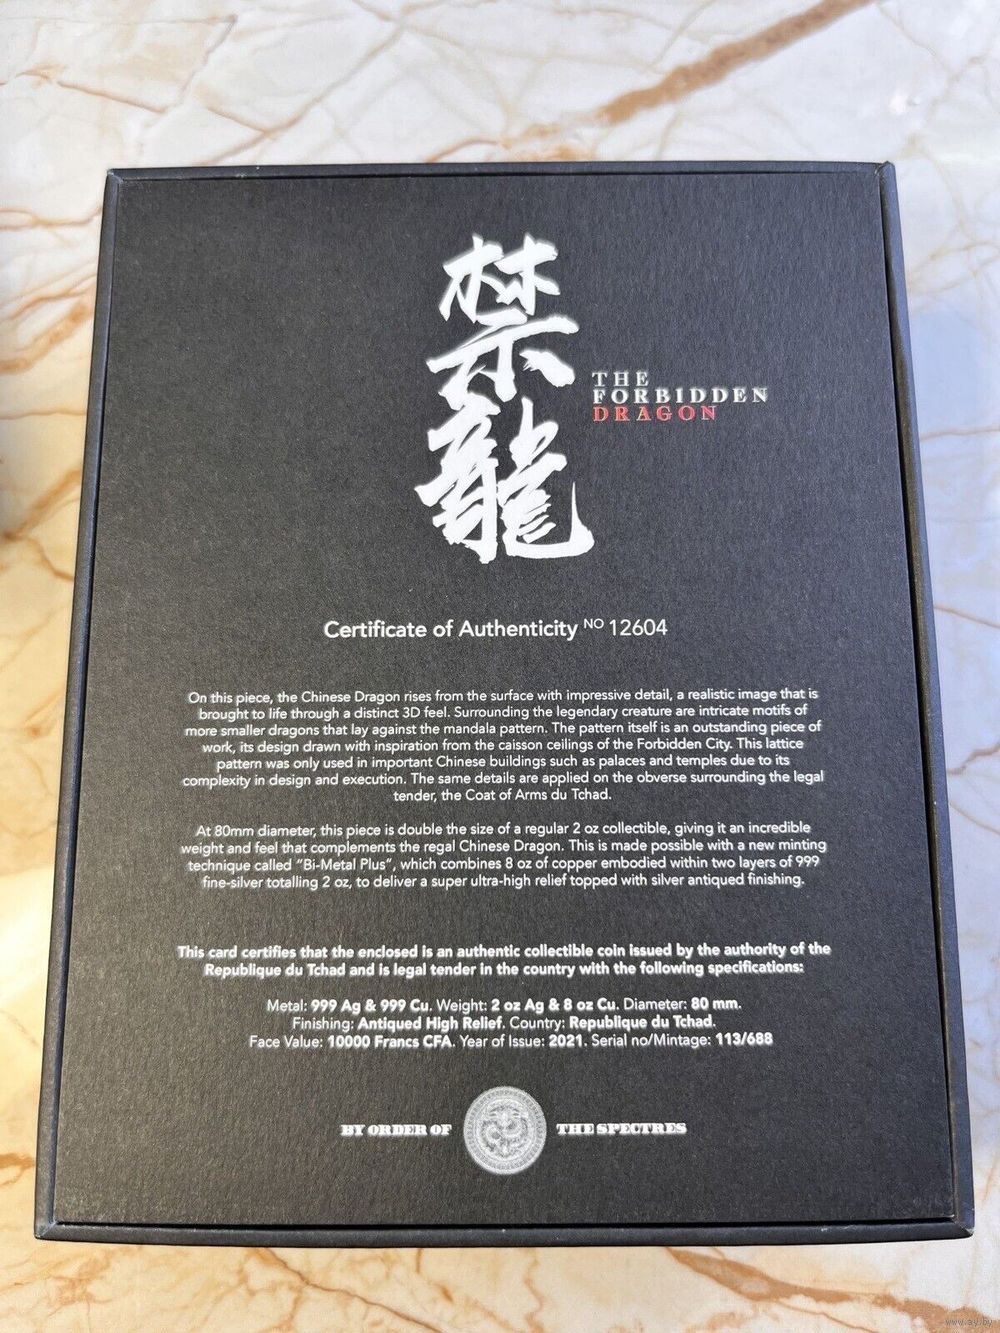 禁龍
THE
FORBIDDEN
DRAGON
Certificate of Authenticity NO 12604
On this piece, the Chinese Dragon rises from the surface with impressive detail, a realistic image that is
brought to life through a distinct 3D feel. Surrounding the legendary creature are intricate motifs of
more smaller dragons that lay against the mandala pattern. The pattern itself is an outstanding piece of
work, its design drawn with inspiration from the caisson ceilings of the Forbidden City. This lattice
pattern was only used in important Chinese buildings such as palaces and temples due to its
complexity in design and execution. The same details are applied on the obverse surrounding the legal
tender, the Coat of Arms du Tchad.
At 80mm diameter, this piece is double the size of a regular 2 oz collectible, giving it an incredible
weight and feel that complements the regal Chinese Dragon. This is made possible with a new minting
technique called "Bi-Metal Plus", which combines 8 oz of copper embodied within two layers of 999
fine-silver totalling 2 oz, to deliver a super ultra-high relief topped with silver antiqued finishing.
This card certifies that the enclosed is an authentic collectible coin issued by the authority of the
Republique du Tchad and is legal tender in the country with the following specifications:
Metal: 999 Ag & 999 Cu. Weight: 2 oz Ag & 8 oz Cu. Diameter: 80 mm.
Finishing: Antiqued High Relief. Country: Republique du Tchad.
Face Value: 10000 Francs CFA. Year of Issue: 2021. Serial no/Mintage: 113/688
BY ORDER OF THE SPECTRES
www.ay.by